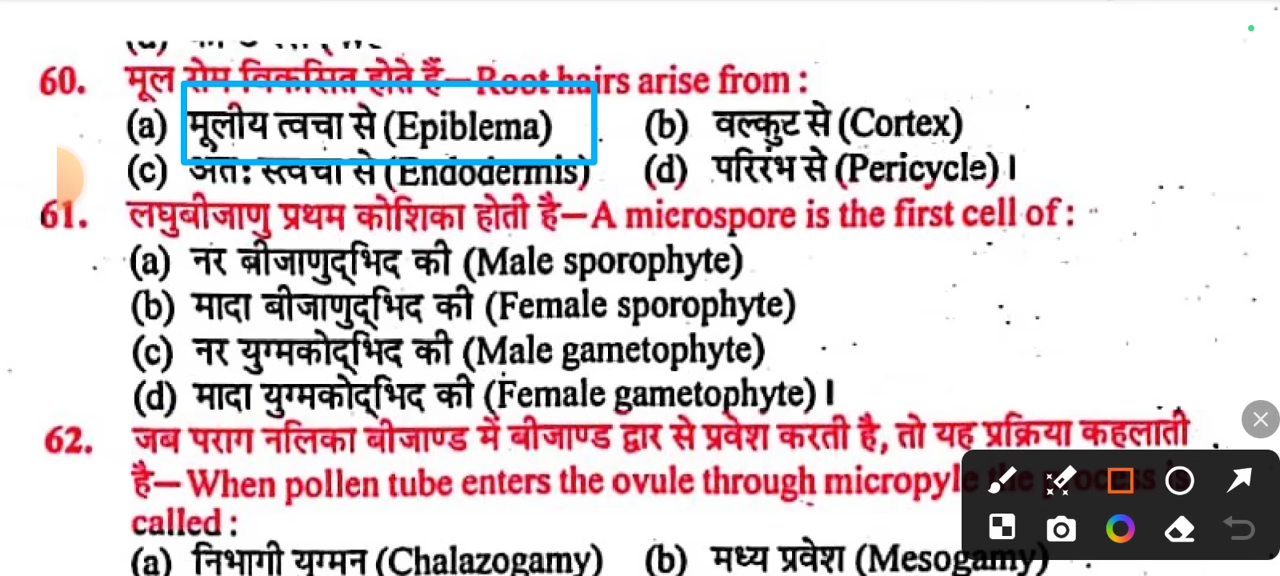 60. मूल रोम विकसित होते हैं—Root hairs arise from :
(a) मूलीय त्वचा से (Epiblema) (b) वल्कुट से (Cortex)
(c) अंत: स्त्वचा से (Endodermis) (d) परिरंभ से (Pericycle) ।
61. लघुबीजाणु प्रथम कोशिका होती है—A microspore is the first cell of :
(a) नर बीजाणुद्भिद की (Male sporophyte)
(b) मादा बीजाणुद्भिद की (Female sporophyte)
(c) नर युग्मकोद्भिद की (Male gametophyte)
(d) मादा युग्मकोद्भिद की (Female gametophyte) ।
62. जब पराग नलिका बीजाण्ड में बीजाण्ड द्वार से प्रवेश करती है, तो यह प्रक्रिया कहलाती
है—When pollen tube enters the ovule through micropyle the process is
called :
(a) निभागी युग्मन (Chalazogamy) (b) मध्य प्रवेश (Mesogamy)